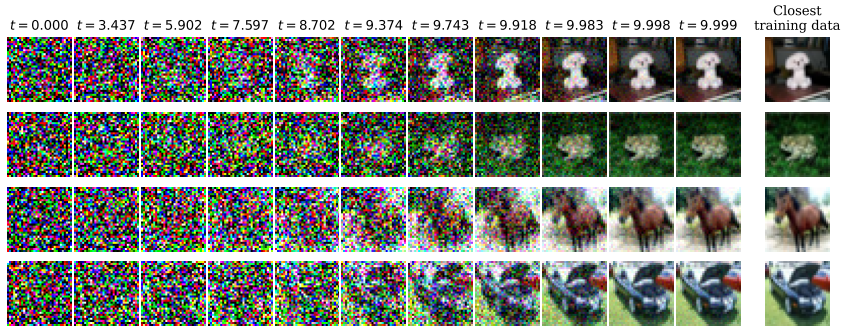 Closest
t = 0.000 t = 3.437 t = 5.902 t = 7.597 t = 8.702 t = 9.374 t = 9.743 t = 9.918 t = 9.983 t = 9.998 t = 9.999 training data